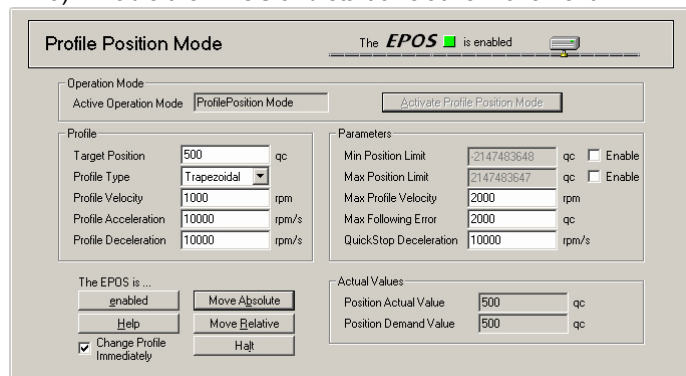 Profile Position Mode
The EPOS is enabled
Operation Mode
Active Operation Mode ProfilePosition Mode Activate Profile Position Mode
Profile
Target Position 500 qc
Profile Type Trapezoidal
Profile Velocity 1000 rpm
Profile Acceleration 10000 rpm/s
Profile Deceleration 10000 rpm/s
Parameters
Min Position Limit -2147483648 qc Enable
Max Position Limit 2147483647 qc Enable
Max Profile Velocity 2000 rpm
Max Following Error 2000 qc
QuickStop Deceleration 10000 rpm/s
The EPOS is ...
enabled Move Absolute
Help Move Relative
Change Profile Immediately Halt
Actual Values
Position Actual Value 500 qc
Position Demand Value 500 qc